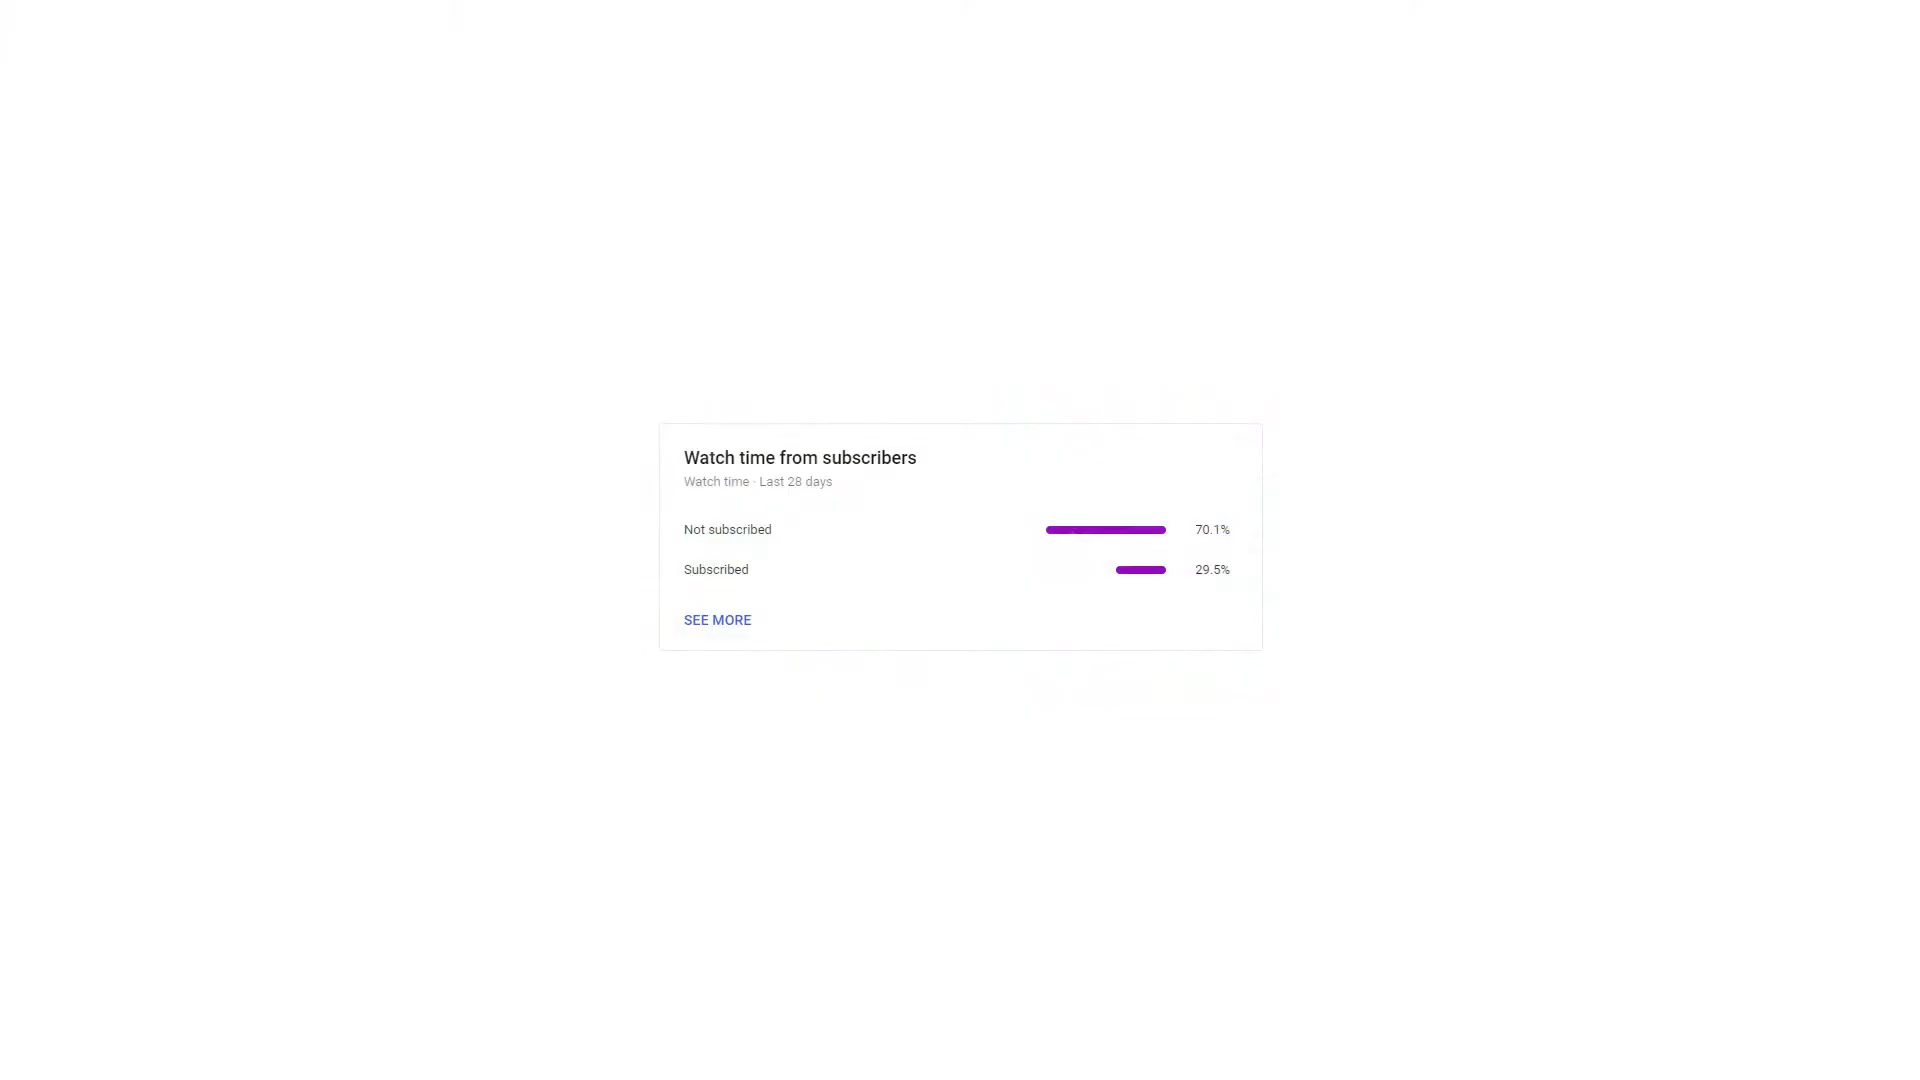 Watch time from subscribers
Watch time · Last 28 days
Not subscribed 70.1%
Subscribed 29.5%
SEE MORE